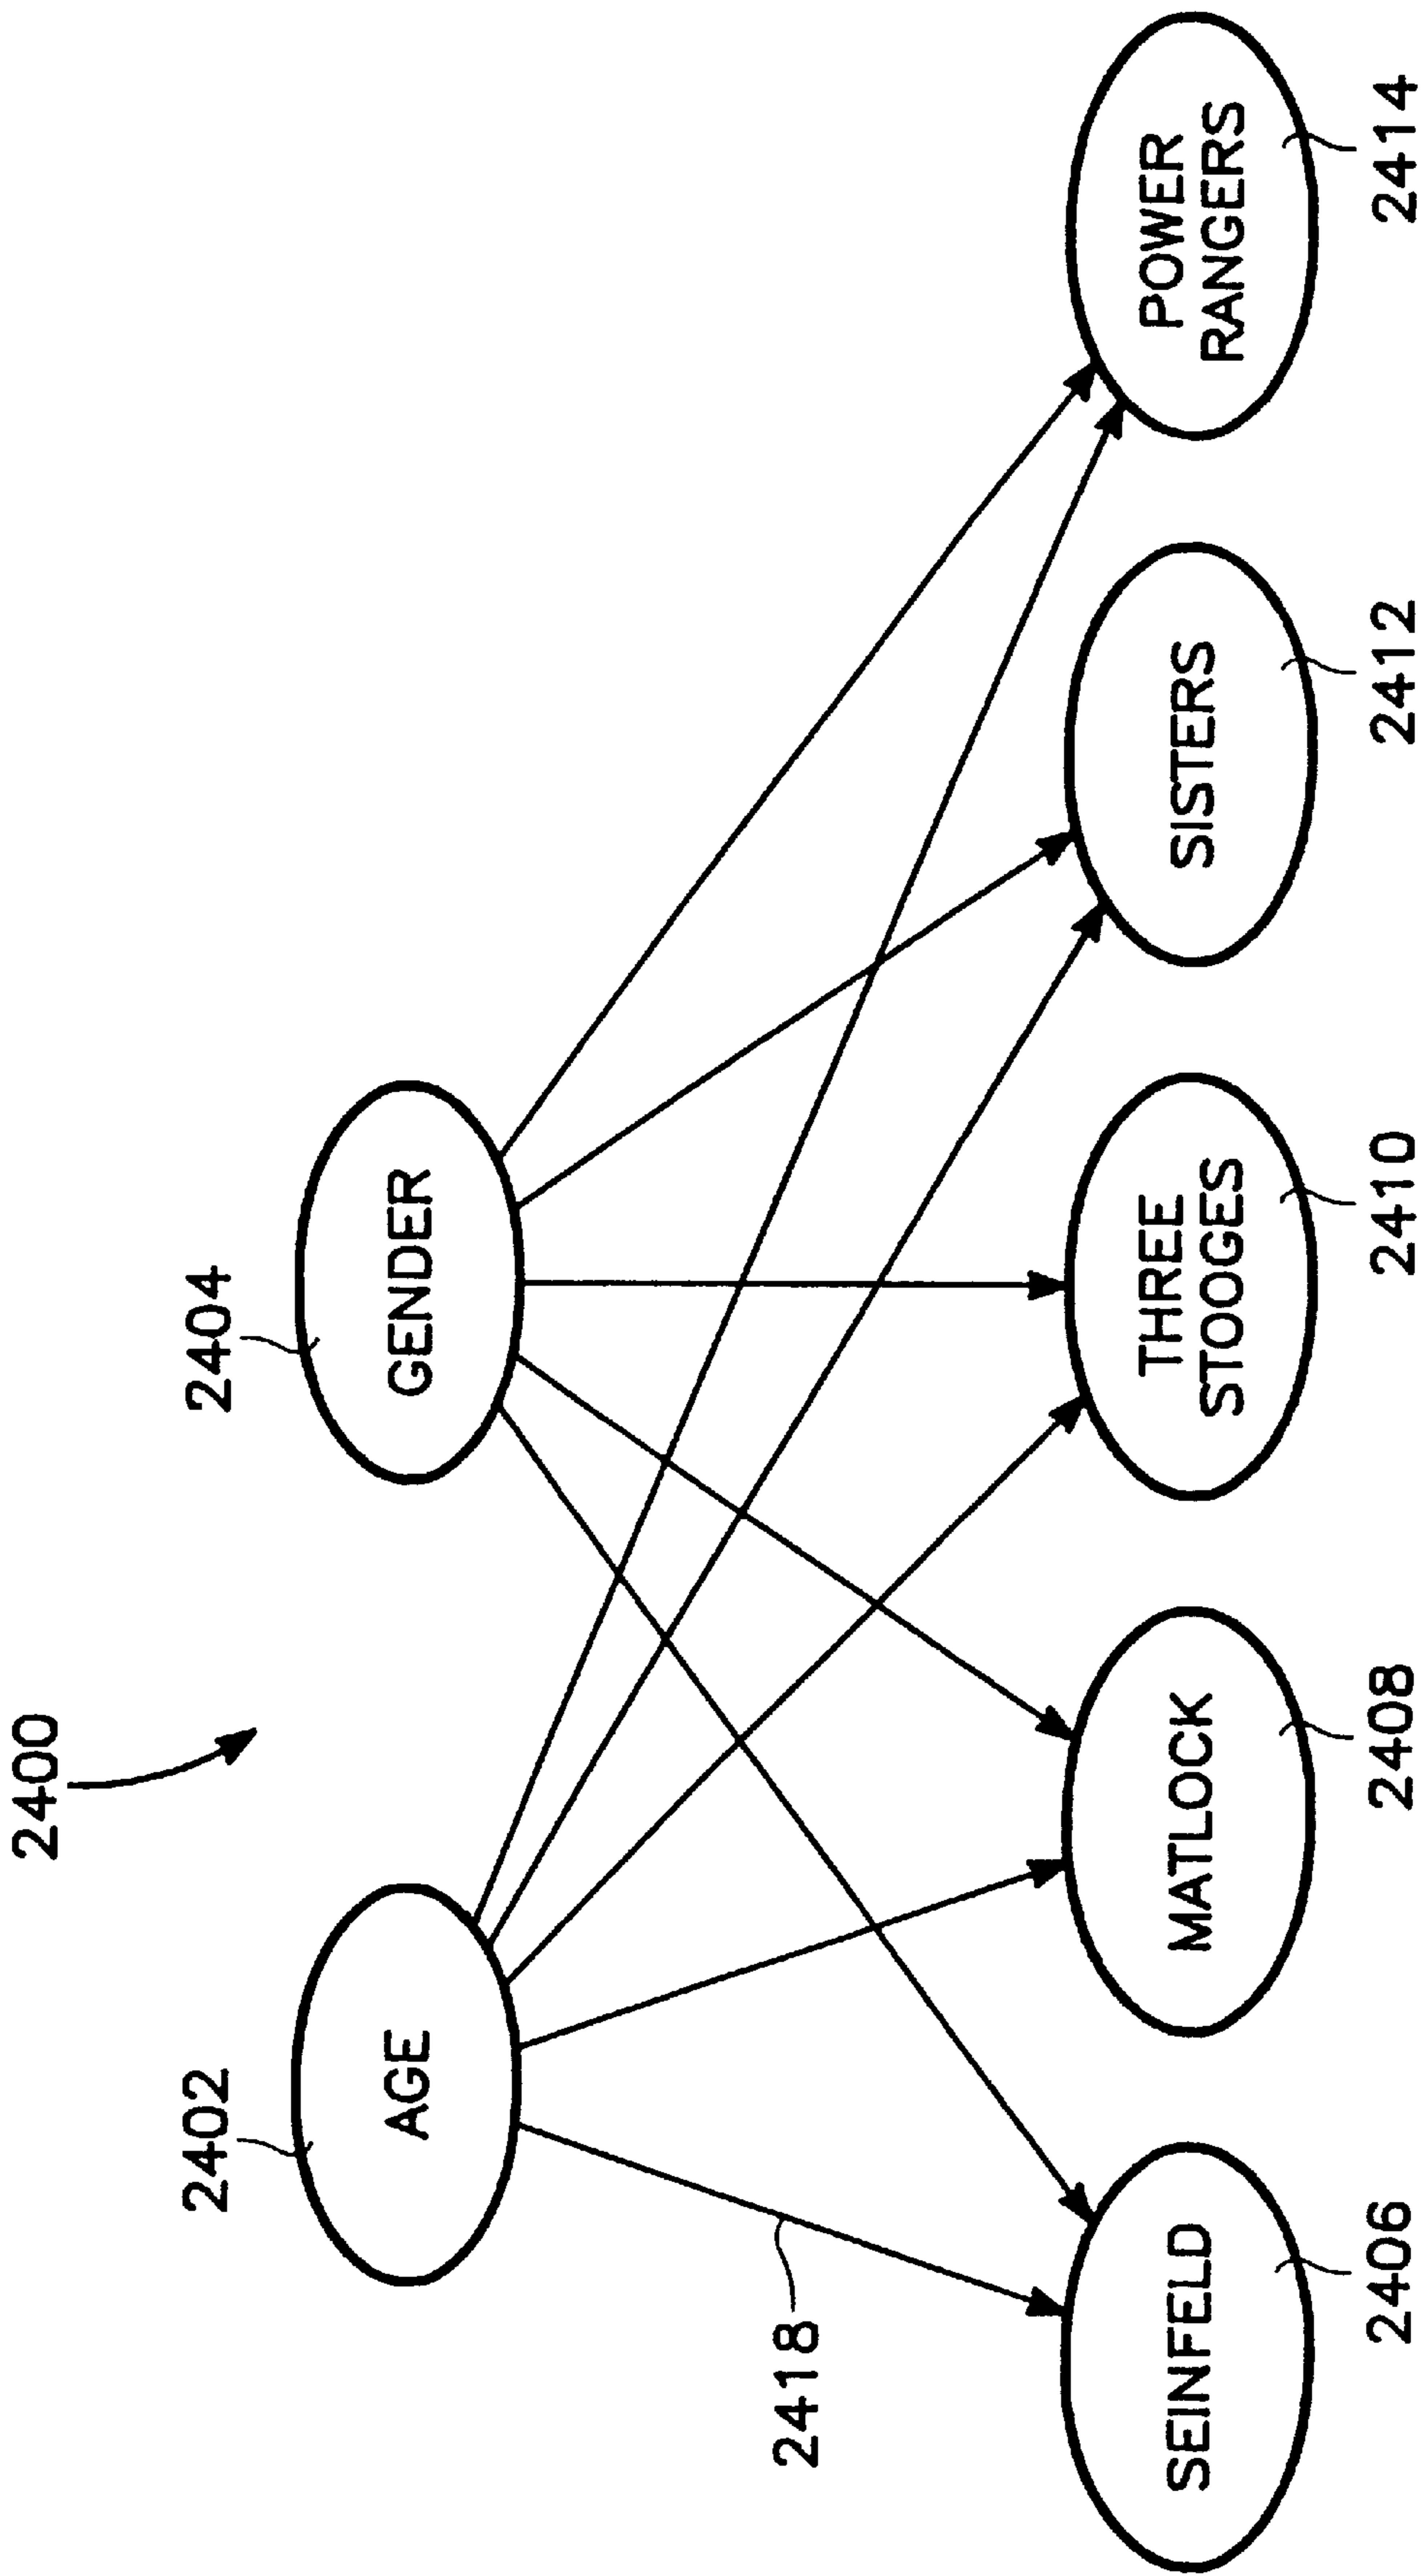 2400
2402
AGE
2404
GENDER
2418
SEINFELD
2406
MATLOCK
2408
THREE
STOOGES
2410
SISTERS
2412
POWER
RANGERS
2414